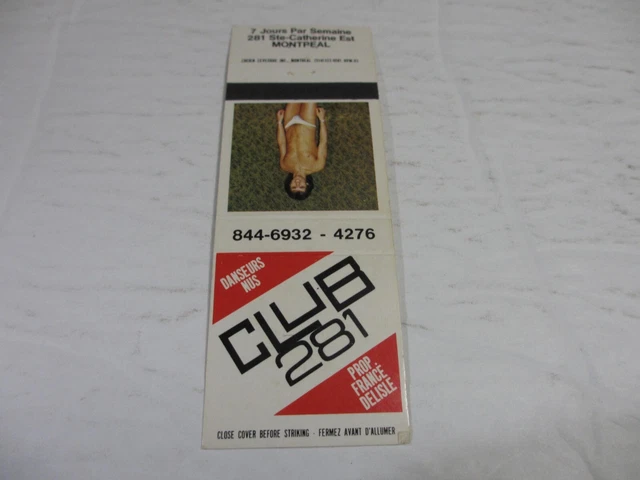 7 Jours Par Semaine
281 Ste-Catherine Est
MONTREAL
844-6932 - 4276
DANSEURS
NUS
CLUB
281
PROP.
FRANCE
DELISLE
CLOSE COVER BEFORE STRIKING - FERMEZ AVANT D'ALLUMER